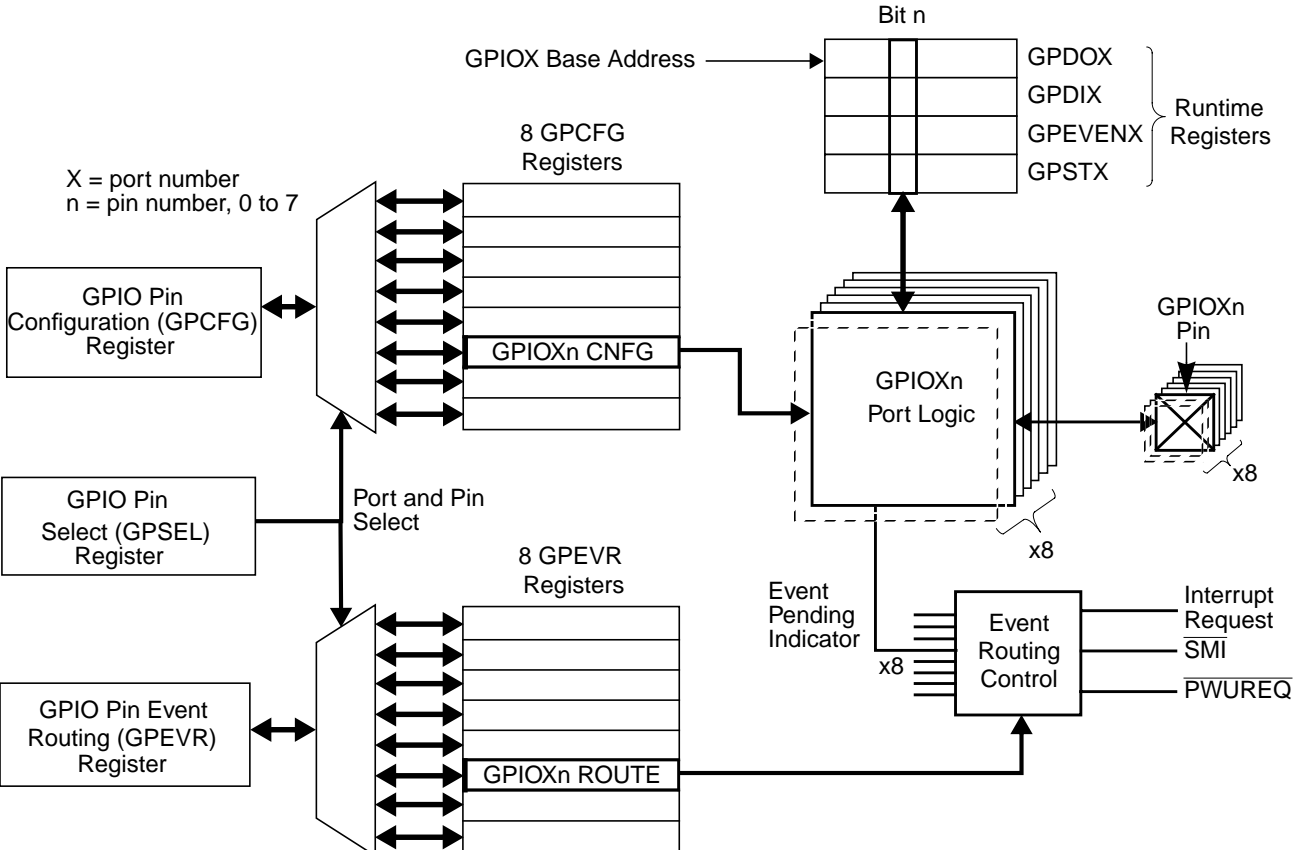 Bit n
GPIOX Base Address
GPDOX
GPDIX
GPEVENX
GPSTX
Runtime
Registers
8 GPCFG
Registers
X = port number
n = pin number, 0 to 7
GPIO Pin
Configuration (GPCFG)
Register
GPIOXn CNFG
GPIOXn
Port Logic
x8
GPIOXn
Pin
x8
GPIO Pin
Select (GPSEL)
Register
Port and Pin
Select
8 GPEVR
Registers
Event
Pending
Indicator
x8
Event
Routing
Control
Interrupt
Request
SMI
PWUREQ
GPIO Pin Event
Routing (GPEVR)
Register
GPIOXn ROUTE